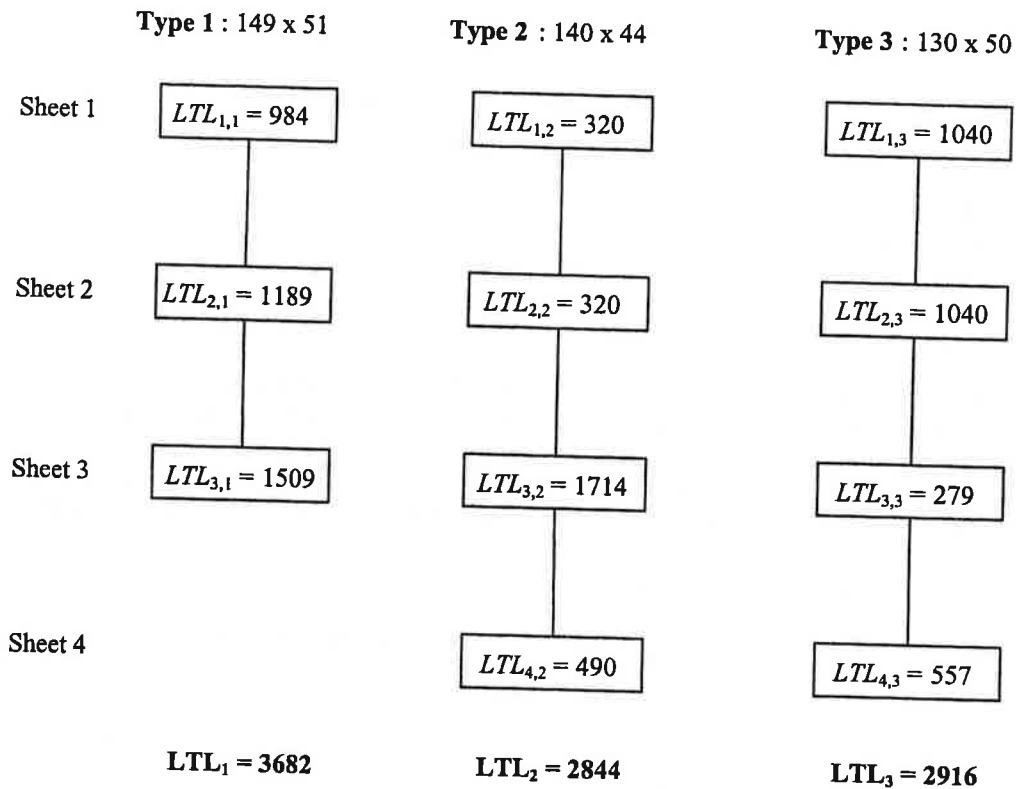 Type 1 : 149 x 51
Type 2 : 140 x 44
Type 3 : 130 x 50
Sheet 1
LTL1,1 = 984
LTL1,2 = 320
LTL1,3 = 1040
Sheet 2
LTL2,1 = 1189
LTL2,2 = 320
LTL2,3 = 1040
Sheet 3
LTL3,1 = 1509
LTL3,2 = 1714
LTL3,3 = 279
Sheet 4
LTL4,2 = 490
LTL4,3 = 557
LTL1 = 3682
LTL2 = 2844
LTL3 = 2916